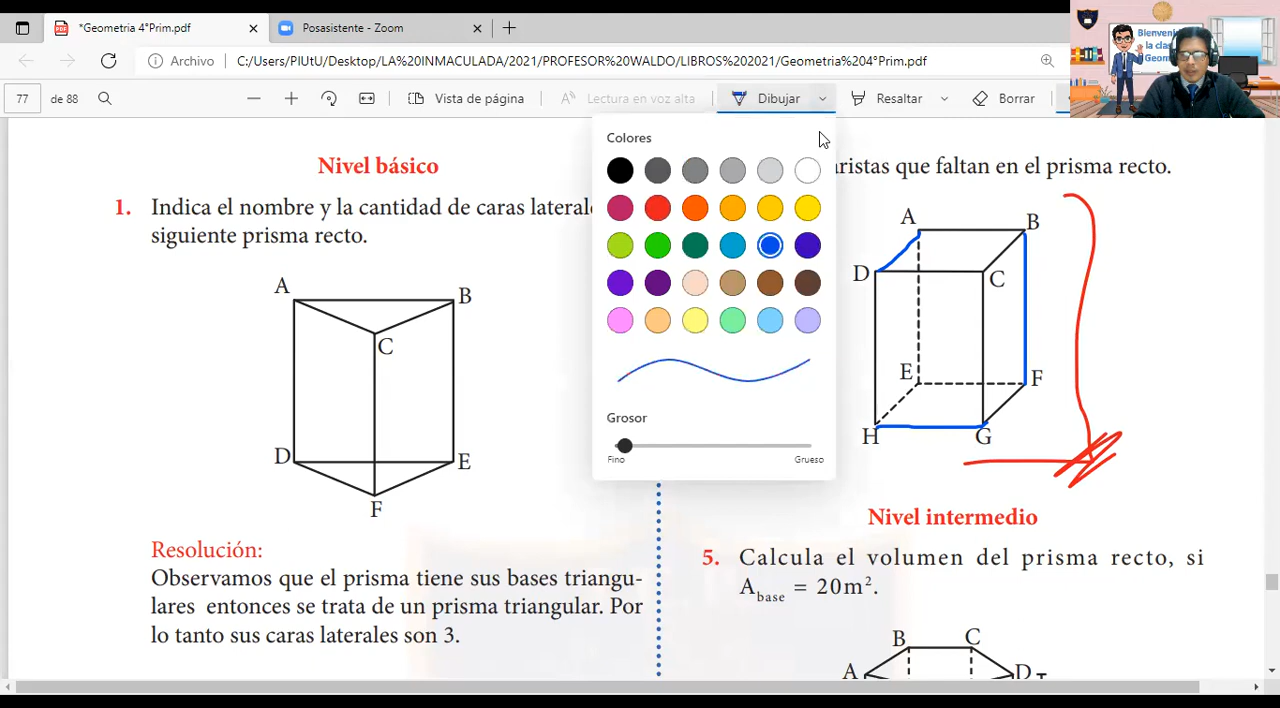 *Geometria 4°Prim.pdf
Posasistente - Zoom
Archivo
C:/Users/PIUtU/Desktop/LA%20INMACULADA/2021/PROFESOR%20WALDO/LIBROS%202021/Geometria%204°Prim.pdf
77 de 88
Vista de página
Lectura en voz alta
Dibujar
Resaltar
Borrar
Bienveni
la clas
Geom
Nivel básico
1. Indica el nombre y la cantidad de caras laterale
siguiente prisma recto.
A
B
C
D
E
F
Resolución:
Observamos que el prisma tiene sus bases triangu-
lares entonces se trata de un prisma triangular. Por
lo tanto sus caras laterales son 3.
Colores
Grosor
Fino
Grueso
aristas que faltan en el prisma recto.
A
B
D
C
E
F
H
G
Nivel intermedio
5. Calcula el volumen del prisma recto, si
Abase = 20m².
B
C
A
D